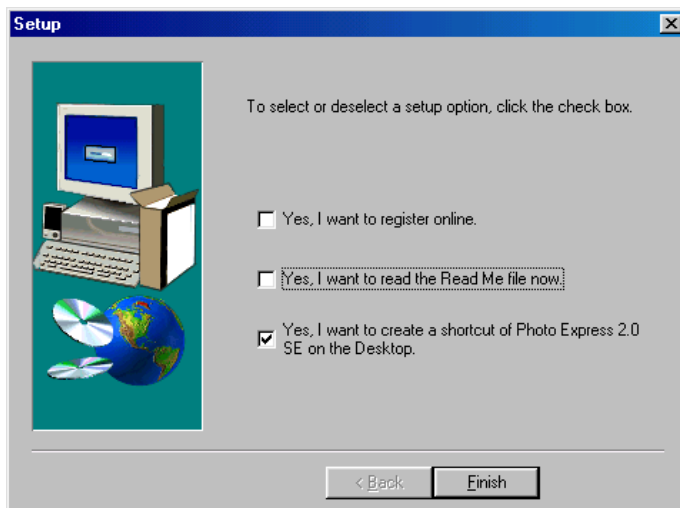 Setup
To select or deselect a setup option, click the check box.
Yes, I want to register online.
Yes, I want to read the Read Me file now.
Yes, I want to create a shortcut of Photo Express 2.0
SE on the Desktop.
< Back
Finish